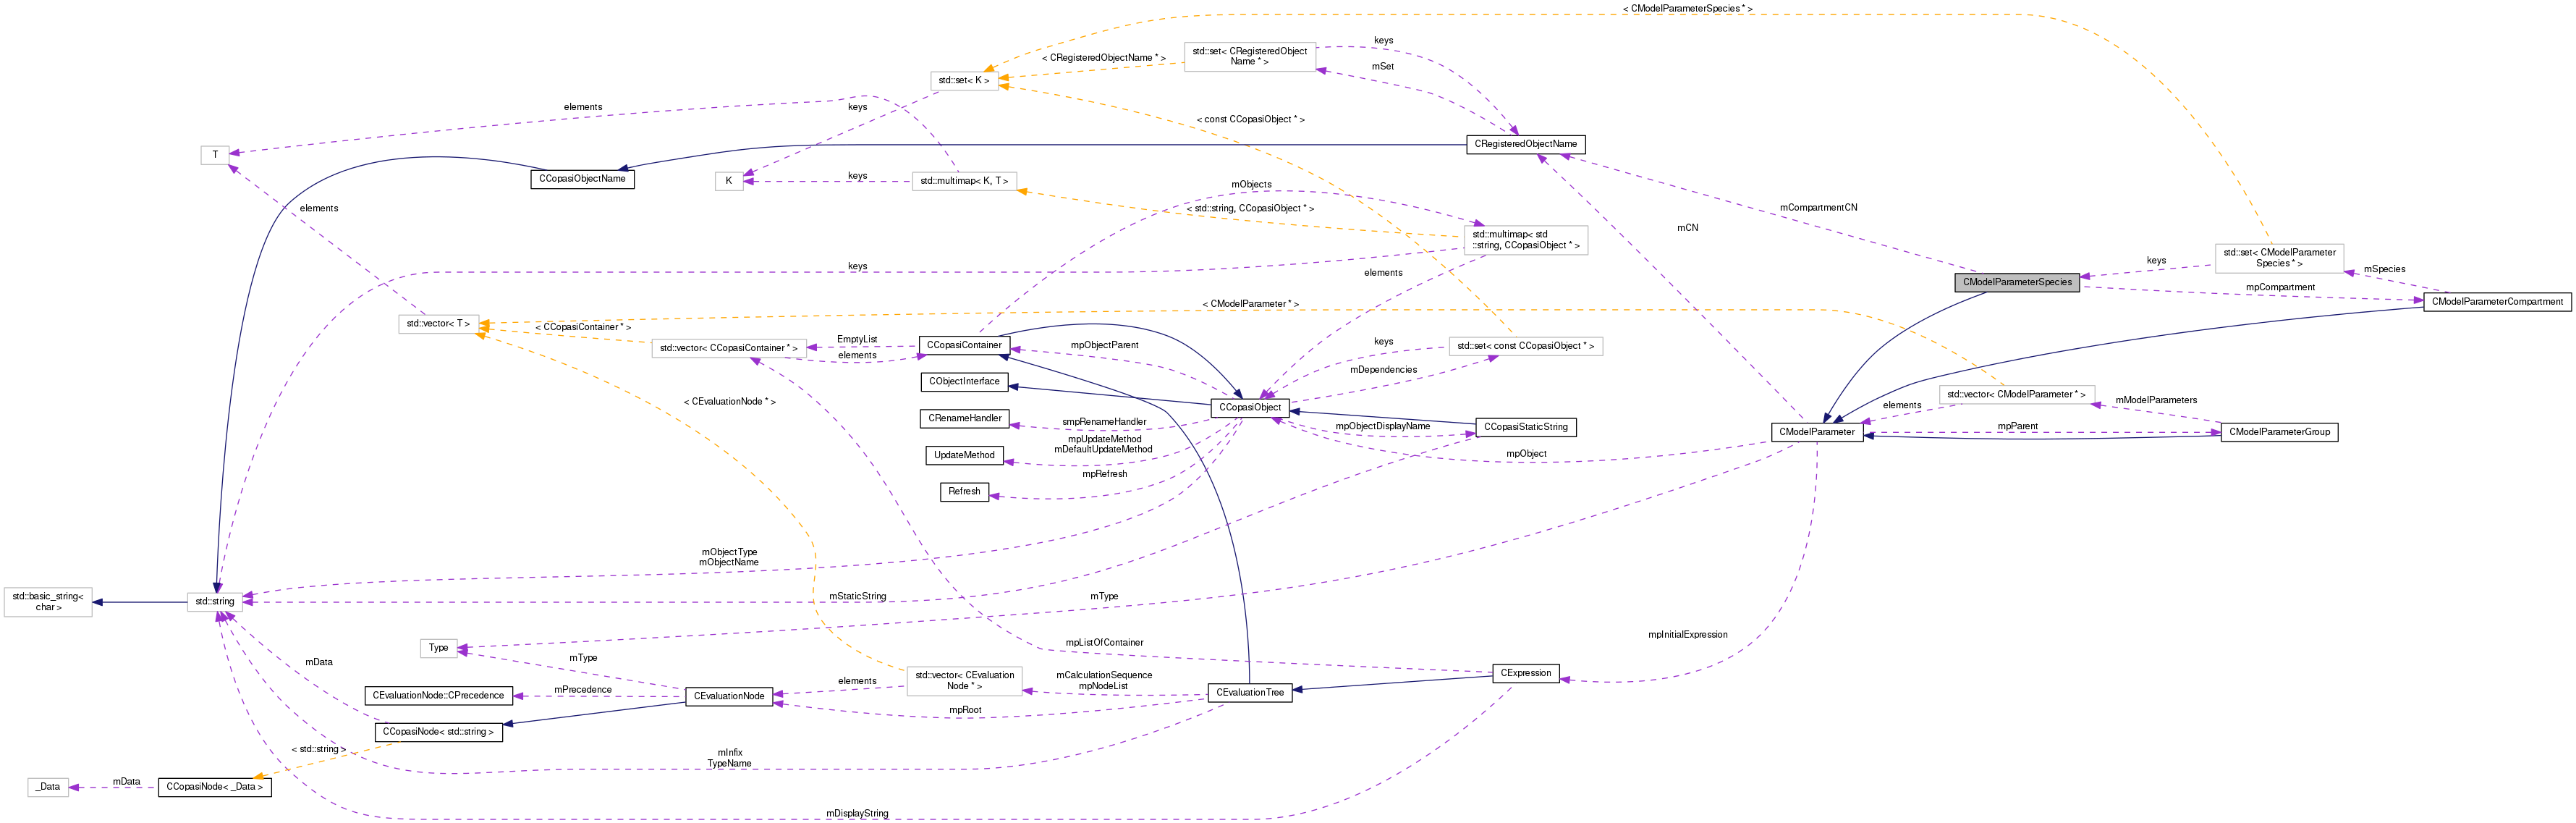 < CModelParameterSpecies * >
std::set< CRegisteredObject
Name * >
keys
< CRegisteredObjectName * >
mSet
std::set< K >
elements
keys
< const CCopasiObject * >
CRegisteredObjectName
T
CCopasiObjectName
K
keys
std::multimap< K, T >
mObjects
elements
< std::string, CCopasiObject * >
mCompartmentCN
mCN
std::multimap< std
::string, CCopasiObject * >
keys
elements
std::set< CModelParameter
Species * >
keys
mSpecies
CModelParameterSpecies
mpCompartment
CModelParameterCompartment
< CModelParameter * >
std::vector< T >
< CCopasiContainer * >
std::vector< CCopasiContainer * >
EmptyList
elements
CCopasiContainer
mpObjectParent
keys
std::set< const CCopasiObject * >
mDependencies
CObjectInterface
CRenameHandler
smpRenameHandler
CCopasiObject
mpObjectDisplayName
CCopasiStaticString
std::vector< CModelParameter * >
elements
mModelParameters
CModelParameter
mpParent
CModelParameterGroup
< CEvaluationNode * >
UpdateMethod
mpUpdateMethod
mDefaultUpdateMethod
mpObject
Refresh
mpRefresh
mObjectType
mObjectName
std::basic_string<
char >
std::string
mStaticString
mType
mpInitialExpression
Type
mType
mpListOfContainer
mData
CEvaluationNode::CPrecedence
mPrecedence
CEvaluationNode
elements
std::vector< CEvaluation
Node * >
mCalculationSequence
mpNodeList
CEvaluationTree
CExpression
mpRoot
CCopasiNode< std::string >
< std::string >
mInfix
TypeName
_Data
mData
CCopasiNode< _Data >
mDisplayString